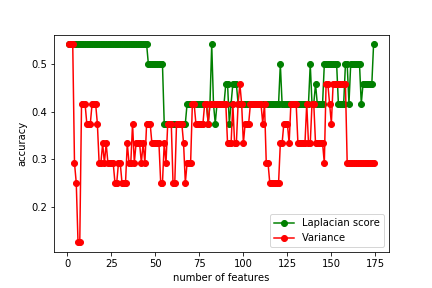 0.5
0.4
0.3
0.2
accuracy
0 25 50 75 100 125 150 175
number of features
Laplacian score
Variance